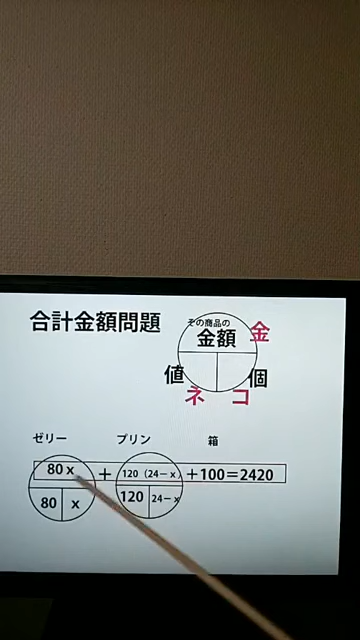 合計金額問題
その商品の
金額
金
値
個
ネ
コ
ゼリー プリン 箱
80x + 120（24−x）+100=2420
80 x 120 24−x